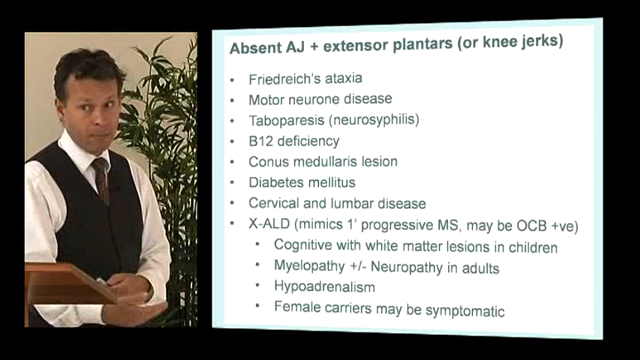 Absent AJ + extensor plantars (or knee jerks)
• Friedreich's ataxia
• Motor neurone disease
• Taboparesis (neurosyphilis)
• B12 deficiency
• Conus medullaris lesion
• Diabetes mellitus
• Cervical and lumbar disease
• X-ALD (mimics 1' progressive MS, may be OCB +ve)
• Cognitive with white matter lesions in children
• Myelopathy +/- Neuropathy in adults
• Hypoadrenalism
• Female carriers may be symptomatic